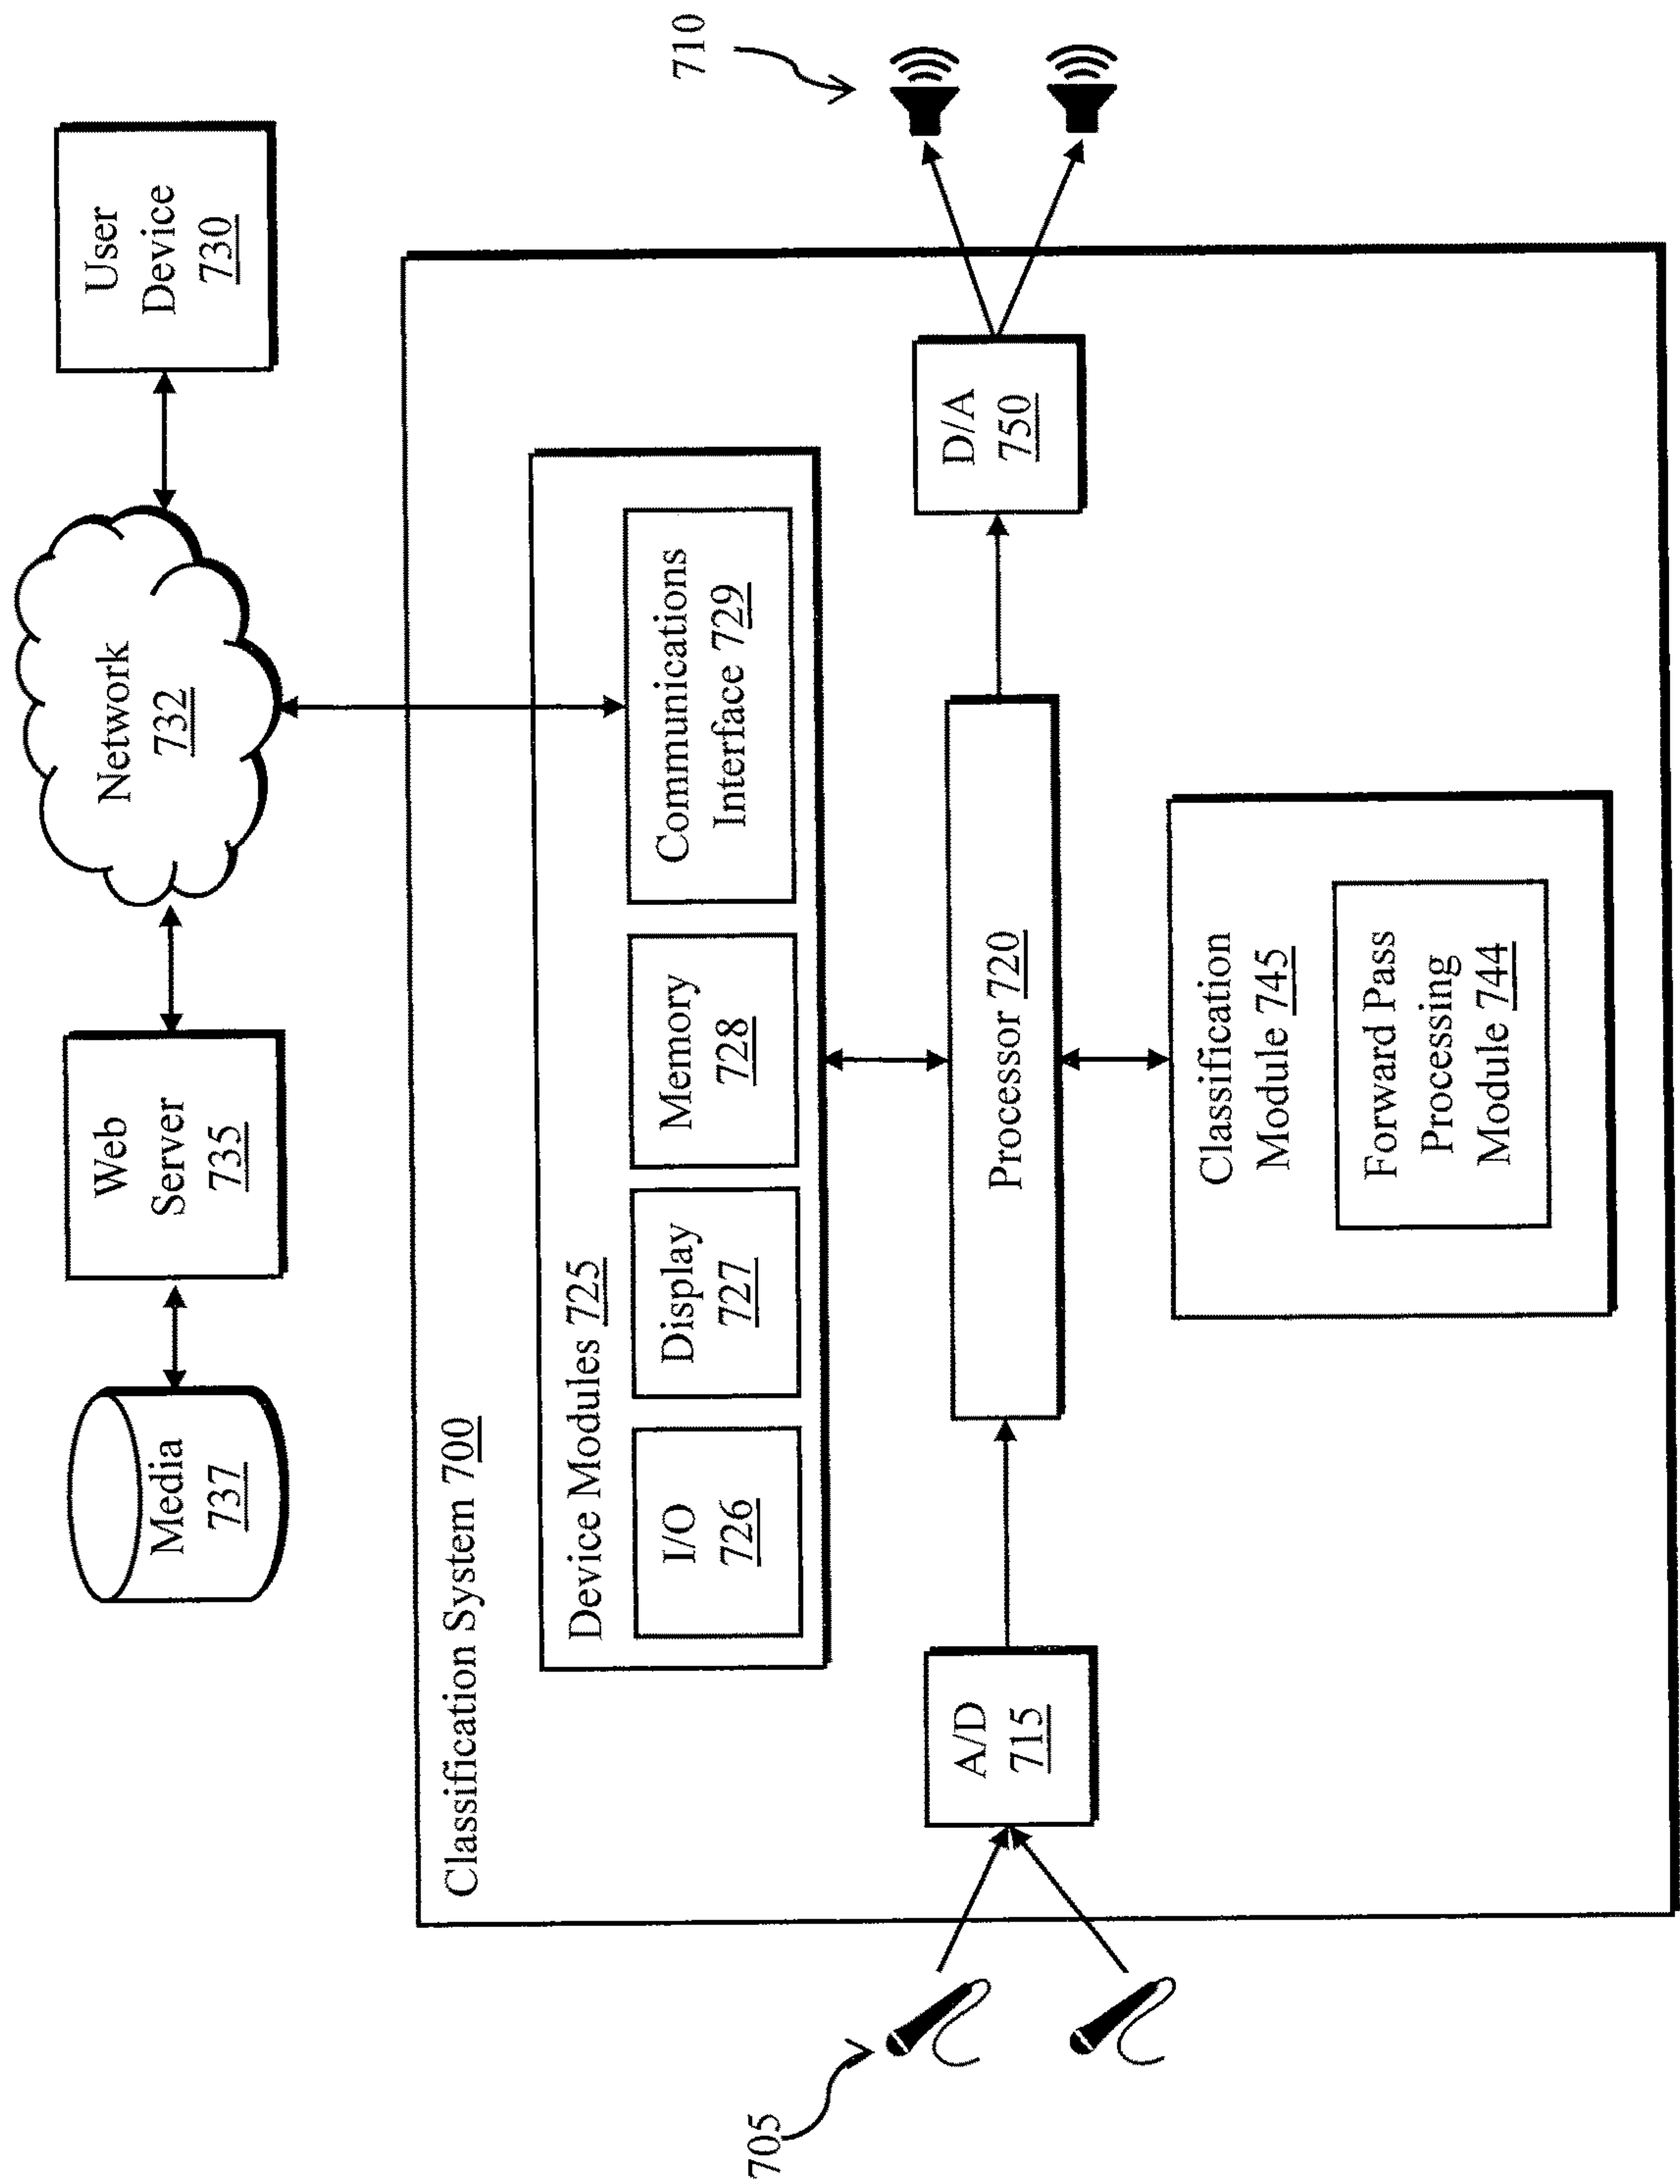 Media
737
Web
Server
735
Network
732
User
Device
730
Classification System 700
Device Modules 725
I/O
726
Display
727
Memory
728
Communications
Interface 729
705
A/D
715
Processor 720
D/A
750
710
Classification
Module 745
Forward Pass
Processing
Module 744